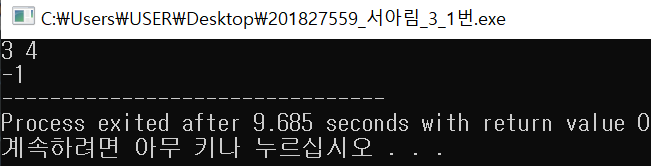 C:\Users\USER\Desktop\201827559_서아림_3_1번.exe
3 4
-1
--------------------------------
Process exited after 9.685 seconds with return value 0
계속하려면 아무 키나 누르십시오 . . .